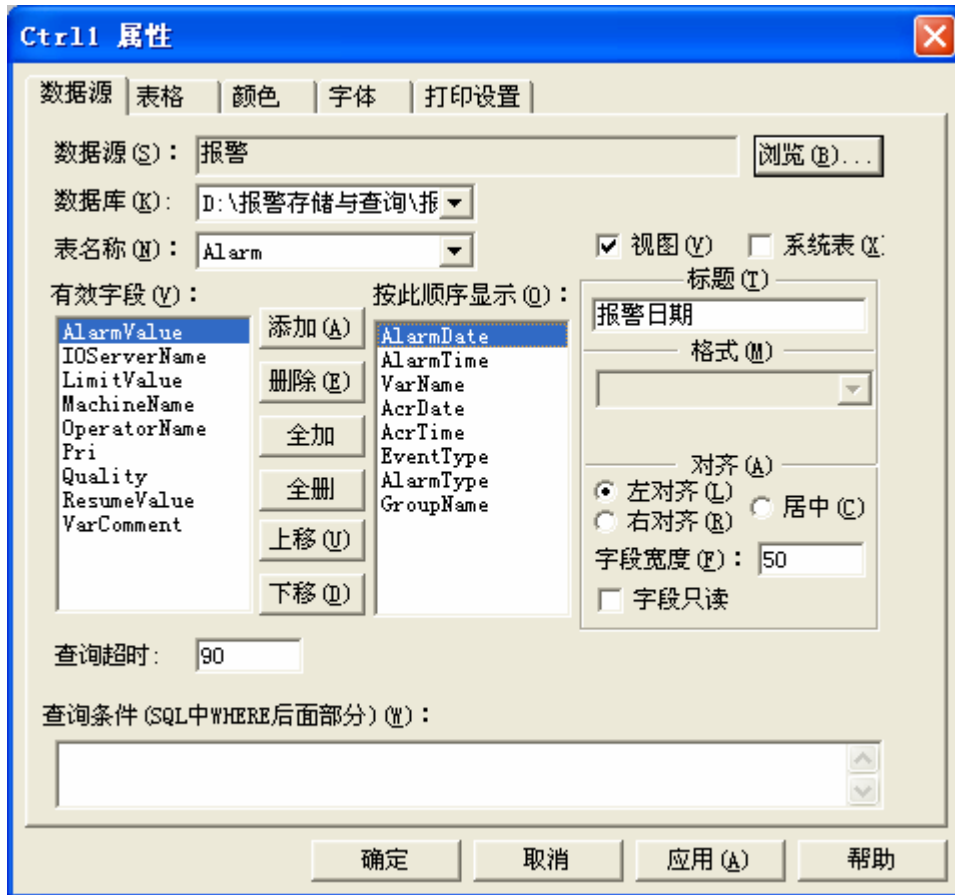 Ctrl1 属性
数据源 表格 颜色 字体 打印设置
数据源(S)： 报警 浏览(B)...
数据库(K): D:\报警存储与查询\报
表名称(N)： Alarm 视图(V) 系统表(X)
有效字段(V)： 按此顺序显示(O)： 标题(T)
AlarmValue
IOServerName
LimitValue
MachineName
OperatorName
Pri
Quality
ResumeValue
VarComment
添加(A)
删除(E)
全加
全删
上移(U)
下移(D)
AlarmDate
AlarmTime
VarName
AcrDate
AcrTime
EventType
AlarmType
GroupName
报警日期
格式(M)
对齐(A)
左对齐(L) 居中(C)
右对齐(R)
字段宽度(F)： 50
字段只读
查询超时: 90
查询条件(SQL中WHERE后面部分)(W)：
确定 取消 应用(A) 帮助